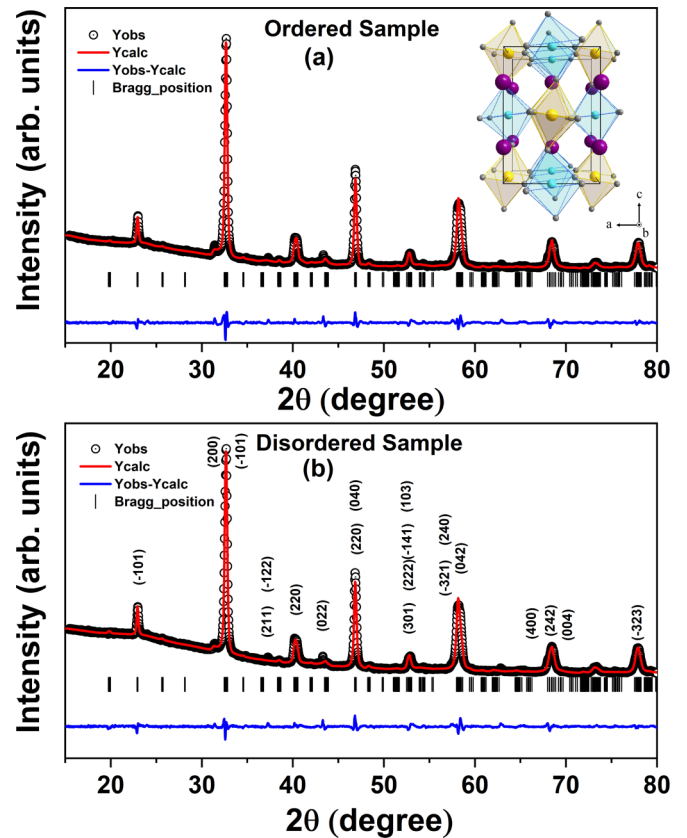 Ordered Sample
(a)
Yobs
Ycalc
Yobs-Ycalc
Bragg_position
c
a
b
Intensity (arb. units)
20 30 40 50 60 70 80
2θ (degree)
Disordered Sample
(b)
Yobs
Ycalc
Yobs-Ycalc
Bragg_position
(-101)
(200)
(-101)
(211)
(-122)
(220)
(022)
(220)
(040)
(301)
(222)(-141)
(103)
(-321)
(240)
(042)
(400)
(242)
(004)
(-323)
Intensity (arb. units)
20 30 40 50 60 70 80
2θ (degree)